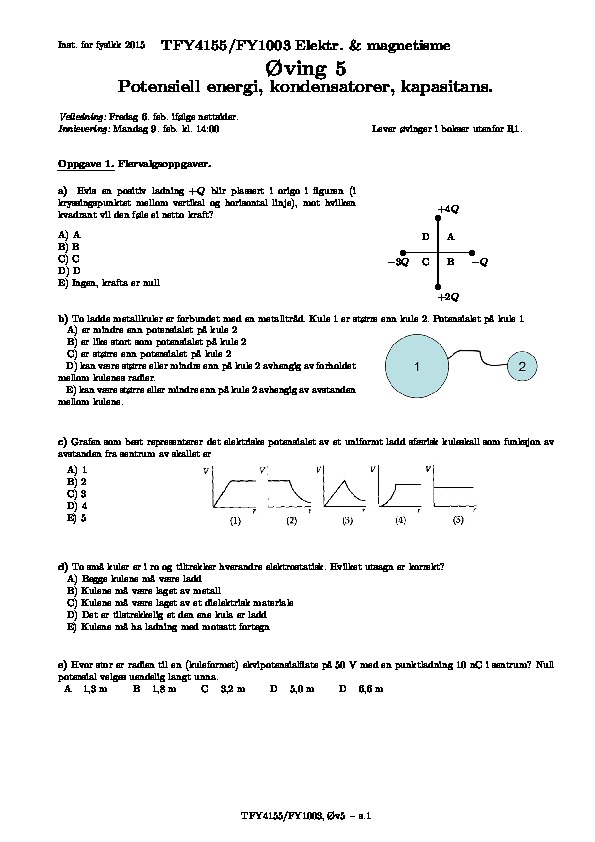 Inst. for fysikk 2015 TFY4155/FY1003 Elektr. & magnetisme
Øving 5
Potensiell energi, kondensatorer, kapasitans.
Veiledning: Fredag 6. feb. ifølge nettsider.
Innlevering: Mandag 9. feb. kl. 14:00 Lever øvinger i bokser utenfor R1.
Oppgave 1. Flervalgsoppgaver.
a) Hvis en positiv ladning +Q blir plassert i origo i figuren (i
krysningspunktet mellom vertikal og horisontal linje), mot hvilken
kvadrant vil den føle ei netto kraft?
A) A
B) B
C) C
D) D
E) Ingen, krafta er null
+4Q
D A
−3Q C B −Q
+2Q
b) To ladde metallkuler er forbundet med en metalltråd. Kule 1 er større enn kule 2. Potensialet på kule 1
A) er mindre enn potensialet på kule 2
B) er like stort som potensialet på kule 2
C) er større enn potensialet på kule 2
D) kan være større eller mindre enn på kule 2 avhengig av forholdet
mellom kulenes radier.
E) kan være større eller mindre enn på kule 2 avhengig av avstanden
mellom kulene.
1 2
c) Grafen som best representerer det elektriske potensialet av et uniformt ladd sfærisk kuleskall som funksjon av
avstanden fra sentrum av skallet er
A) 1
B) 2
C) 3
D) 4
E) 5
V V V V V
r r r r r
(1) (2) (3) (4) (5)
d) To små kuler er i ro og tiltrekker hverandre elektrostatisk. Hvilket utsagn er korrekt?
A) Begge kulene må være ladd
B) Kulene må være laget av metall
C) Kulene må være laget av et dielektrisk materiale
D) Det er tilstrekkelig at den ene kula er ladd
E) Kulene må ha ladning med motsatt fortegn
e) Hvor stor er radien til en (kuleformet) ekvipotensialflate på 50 V med en punktladning 10 nC i sentrum? Null
potensial velges uendelig langt unna.
A 1,3 m B 1,8 m C 3,2 m D 5,0 m D 6,6 m
TFY4155/FY1003, Øv5 – s.1